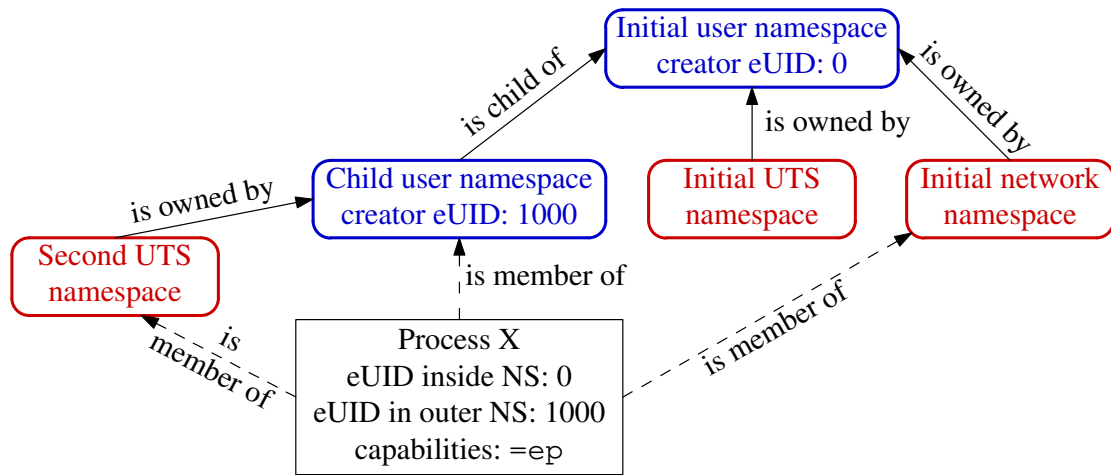 Initial user namespace
creator eUID: 0
is child of
is owned by
is owned by
Child user namespace
creator eUID: 1000
Initial UTS
namespace
Initial network
namespace
is owned by
Second UTS
namespace
is member of
is
member of
is member of
Process X
eUID inside NS: 0
eUID in outer NS: 1000
capabilities: =ep